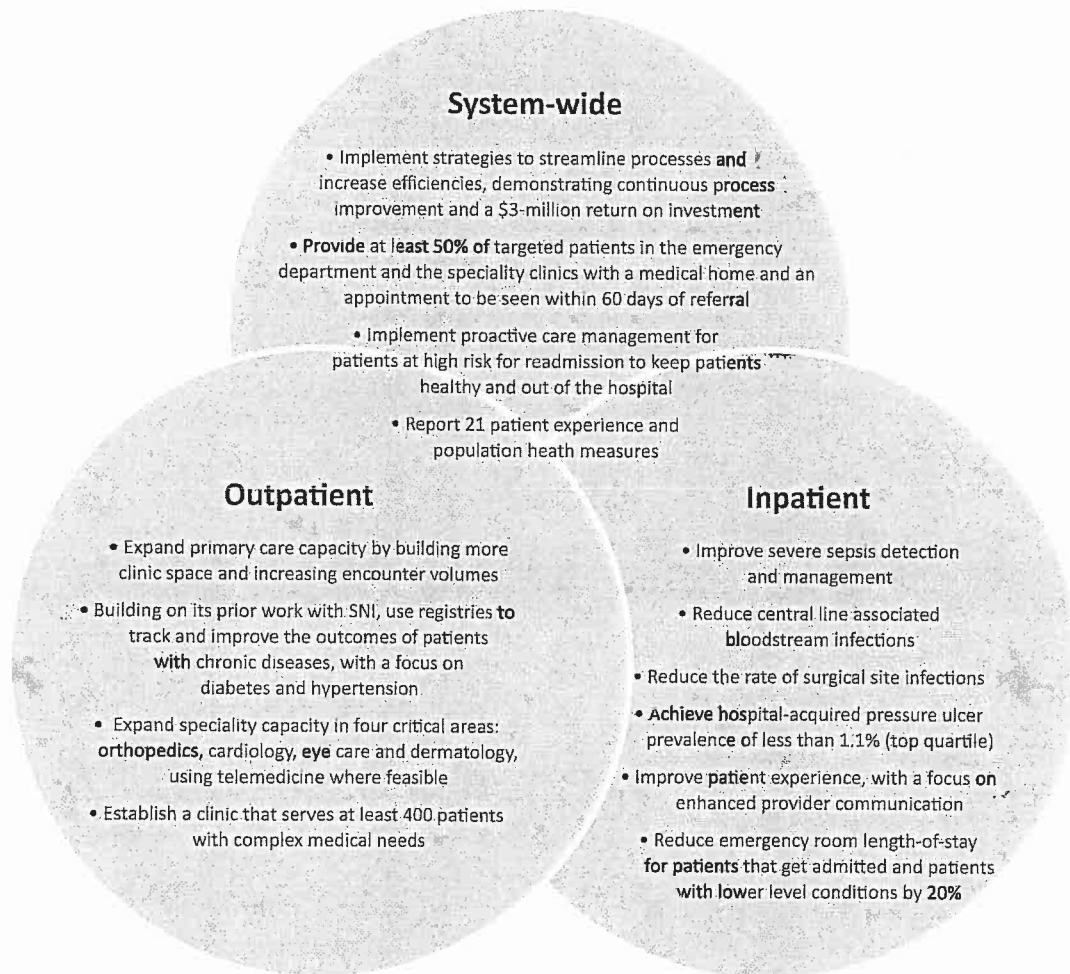 System-wide
• Implement strategies to streamline processes and
increase efficiencies, demonstrating continuous process
improvement and a $3-million return on investment
• Provide at least 50% of targeted patients in the emergency
department and the speciality clinics with a medical home and an
appointment to be seen within 60 days of referral
• Implement proactive care management for
patients at high risk for readmission to keep patients
healthy and out of the hospital
• Report 21 patient experience and
population heath measures
Outpatient
• Expand primary care capacity by building more
clinic space and increasing encounter volumes
• Building on its prior work with SNI, use registries to
track and improve the outcomes of patients
with chronic diseases, with a focus on
diabetes and hypertension
• Expand speciality capacity in four critical areas:
orthopedics, cardiology, eye care and dermatology,
using telemedicine where feasible
• Establish a clinic that serves at least 400 patients
with complex medical needs
Inpatient
• Improve severe sepsis detection
and management
• Reduce central line associated
bloodstream infections
• Reduce the rate of surgical site infections
• Achieve hospital-acquired pressure ulcer
prevalence of less than 1.1% (top quartile)
• Improve patient experience, with a focus on
enhanced provider communication
• Reduce emergency room length-of-stay
for patients that get admitted and patients
with lower level conditions by 20%